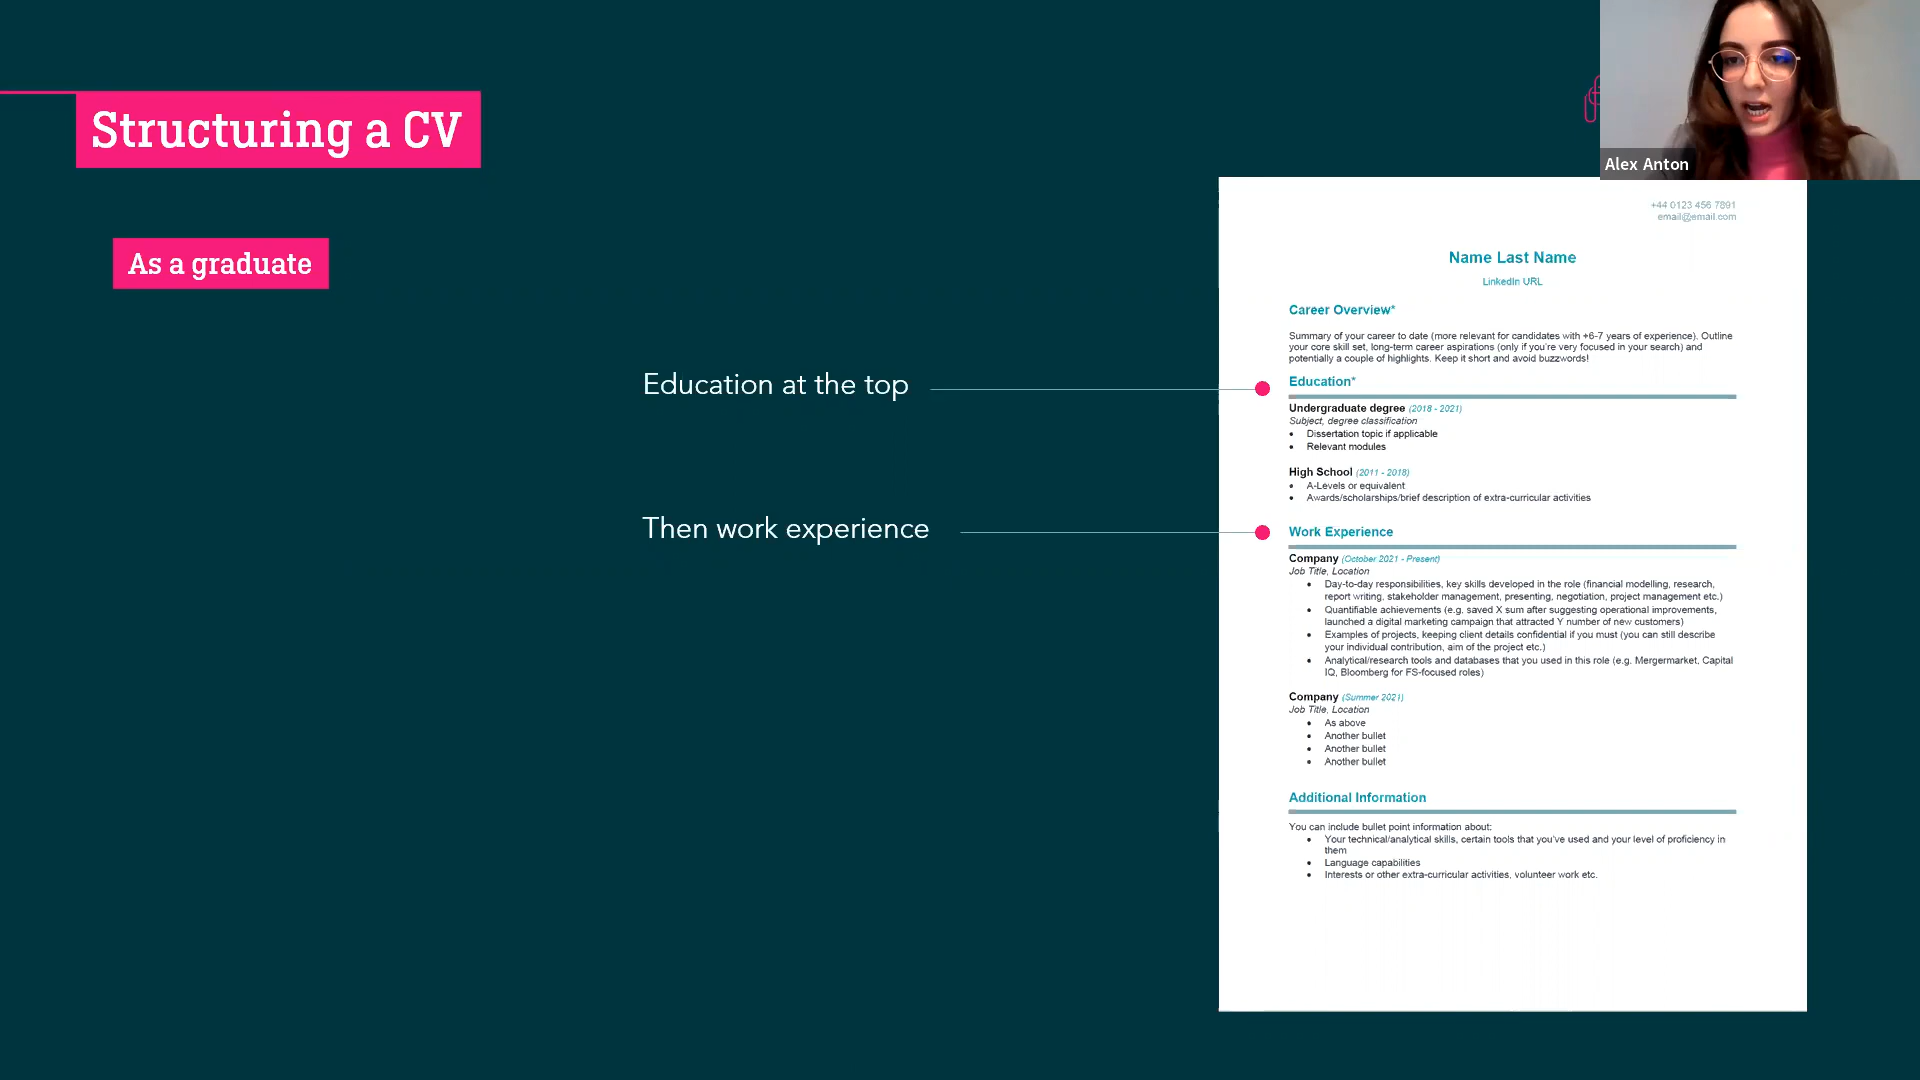 Structuring a CV
Alex Anton
As a graduate
Education at the top
Then work experience
+44 0123 456 7891
email@email.com
Name Last Name
LinkedIn URL
Career Overview*
Summary of your career to date (more relevant for candidates with +6-7 years of experience). Outline
your core skill set, long-term career aspirations (only if you're very focused in your search) and
potentially a couple of highlights. Keep it short and avoid buzzwords!
Education*
Undergraduate degree (2018 - 2021)
Subject, degree classification
• Dissertation topic if applicable
• Relevant modules
High School (2011 - 2018)
• A-Levels or equivalent
• Awards/scholarships/brief description of extra-curricular activities
Work Experience
Company (October 2021 - Present)
Job Title, Location
• Day-to-day responsibilities, key skills developed in the role (financial modelling, research,
report writing, stakeholder management, presenting, negotiation, project management etc.)
• Quantifiable achievements (e.g. saved X sum after suggesting operational improvements,
launched a digital marketing campaign that attracted Y number of new customers)
• Examples of projects, keeping client details confidential if you must (you can still describe
your individual contribution, aim of the project etc.)
• Analytical/research tools and databases that you used in this role (e.g. Mergermarket, Capital
IQ, Bloomberg for FS-focused roles)
Company (Summer 2021)
Job Title, Location
• As above
• Another bullet
• Another bullet
• Another bullet
Additional Information
You can include bullet point information about:
• Your technical/analytical skills, certain tools that you've used and your level of proficiency in
them
• Language capabilities
• Interests or other extra-curricular activities, volunteer work etc.